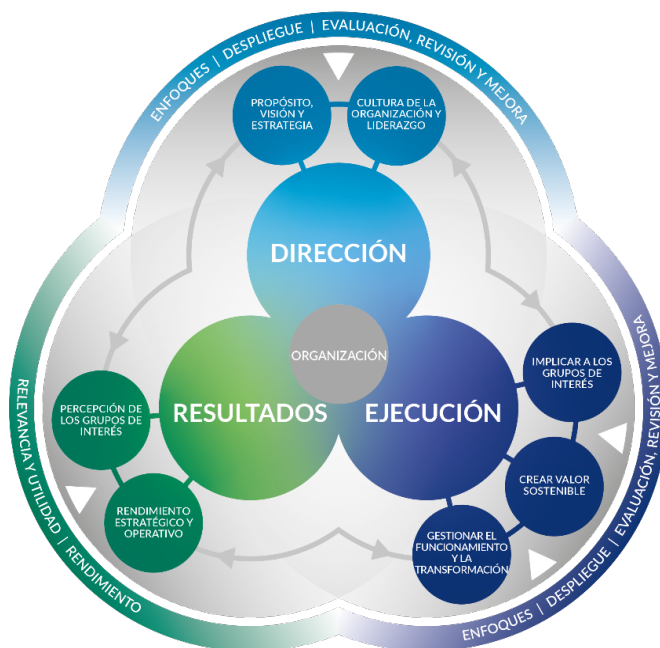 ENFOQUES | DESPLIEGUE | EVALUACIÓN, REVISIÓN Y MEJORA
PROPÓSITO,
VISIÓN Y
ESTRATEGIA
CULTURA DE LA
ORGANIZACIÓN Y
LIDERAZGO
DIRECCIÓN
ORGANIZACIÓN
RESULTADOS
EJECUCIÓN
IMPLICAR A LOS
GRUPOS DE
INTERÉS
CREAR VALOR
SOSTENIBLE
GESTIONAR EL
FUNCIONAMIENTO
Y LA
TRANSFORMACIÓN
PERCEPCIÓN DE
LOS GRUPOS DE
INTERÉS
RENDIMIENTO
ESTRATÉGICO Y
OPERATIVO
RELEVANCIA Y UTILIDAD | RENDIMIENTO
ENFOQUES | DESPLIEGUE | EVALUACIÓN, REVISIÓN Y MEJORA